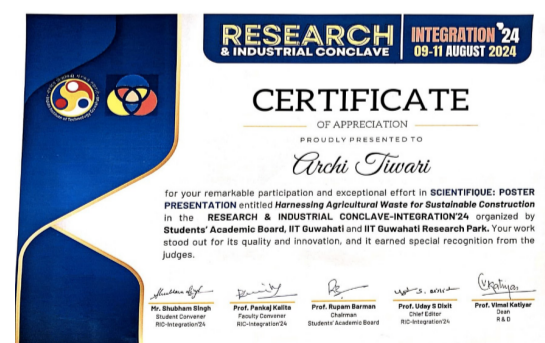 RESEARCH
& INDUSTRIAL CONCLAVE
INTEGRATION '24
09-11 AUGUST 2024
CERTIFICATE
OF APPRECIATION
PROUDLY PRESENTED TO
Archi Tiwari
for your remarkable participation and exceptional effort in SCIENTIFIQUE: POSTER
PRESENTATION entitled Harnessing Agricultural Waste for Sustainable Construction
in the RESEARCH & INDUSTRIAL CONCLAVE-INTEGRATION'24 organized by
Students' Academic Board, IIT Guwahati and IIT Guwahati Research Park. Your work
stood out for its quality and innovation, and it earned special recognition from the
judges.
Mr. Shubham Singh
Student Convener
RIC-Integration'24
Prof. Pankaj Kalita
Faculty Convener
RIC-Integration'24
Prof. Rupam Barman
Chairman
Students' Academic Board
Prof. Uday S Dixit
Chief Editor
RIC-Integration'24
Prof. Vimal Katiyar
Dean
R & D